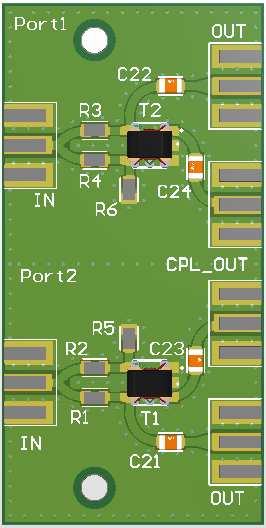 Port1
OUT
C22
R3
T2
R4
C24
IN
R6
CPL_OUT
Port2
R5
R2
C23
R1
T1
IN
C21
OUT